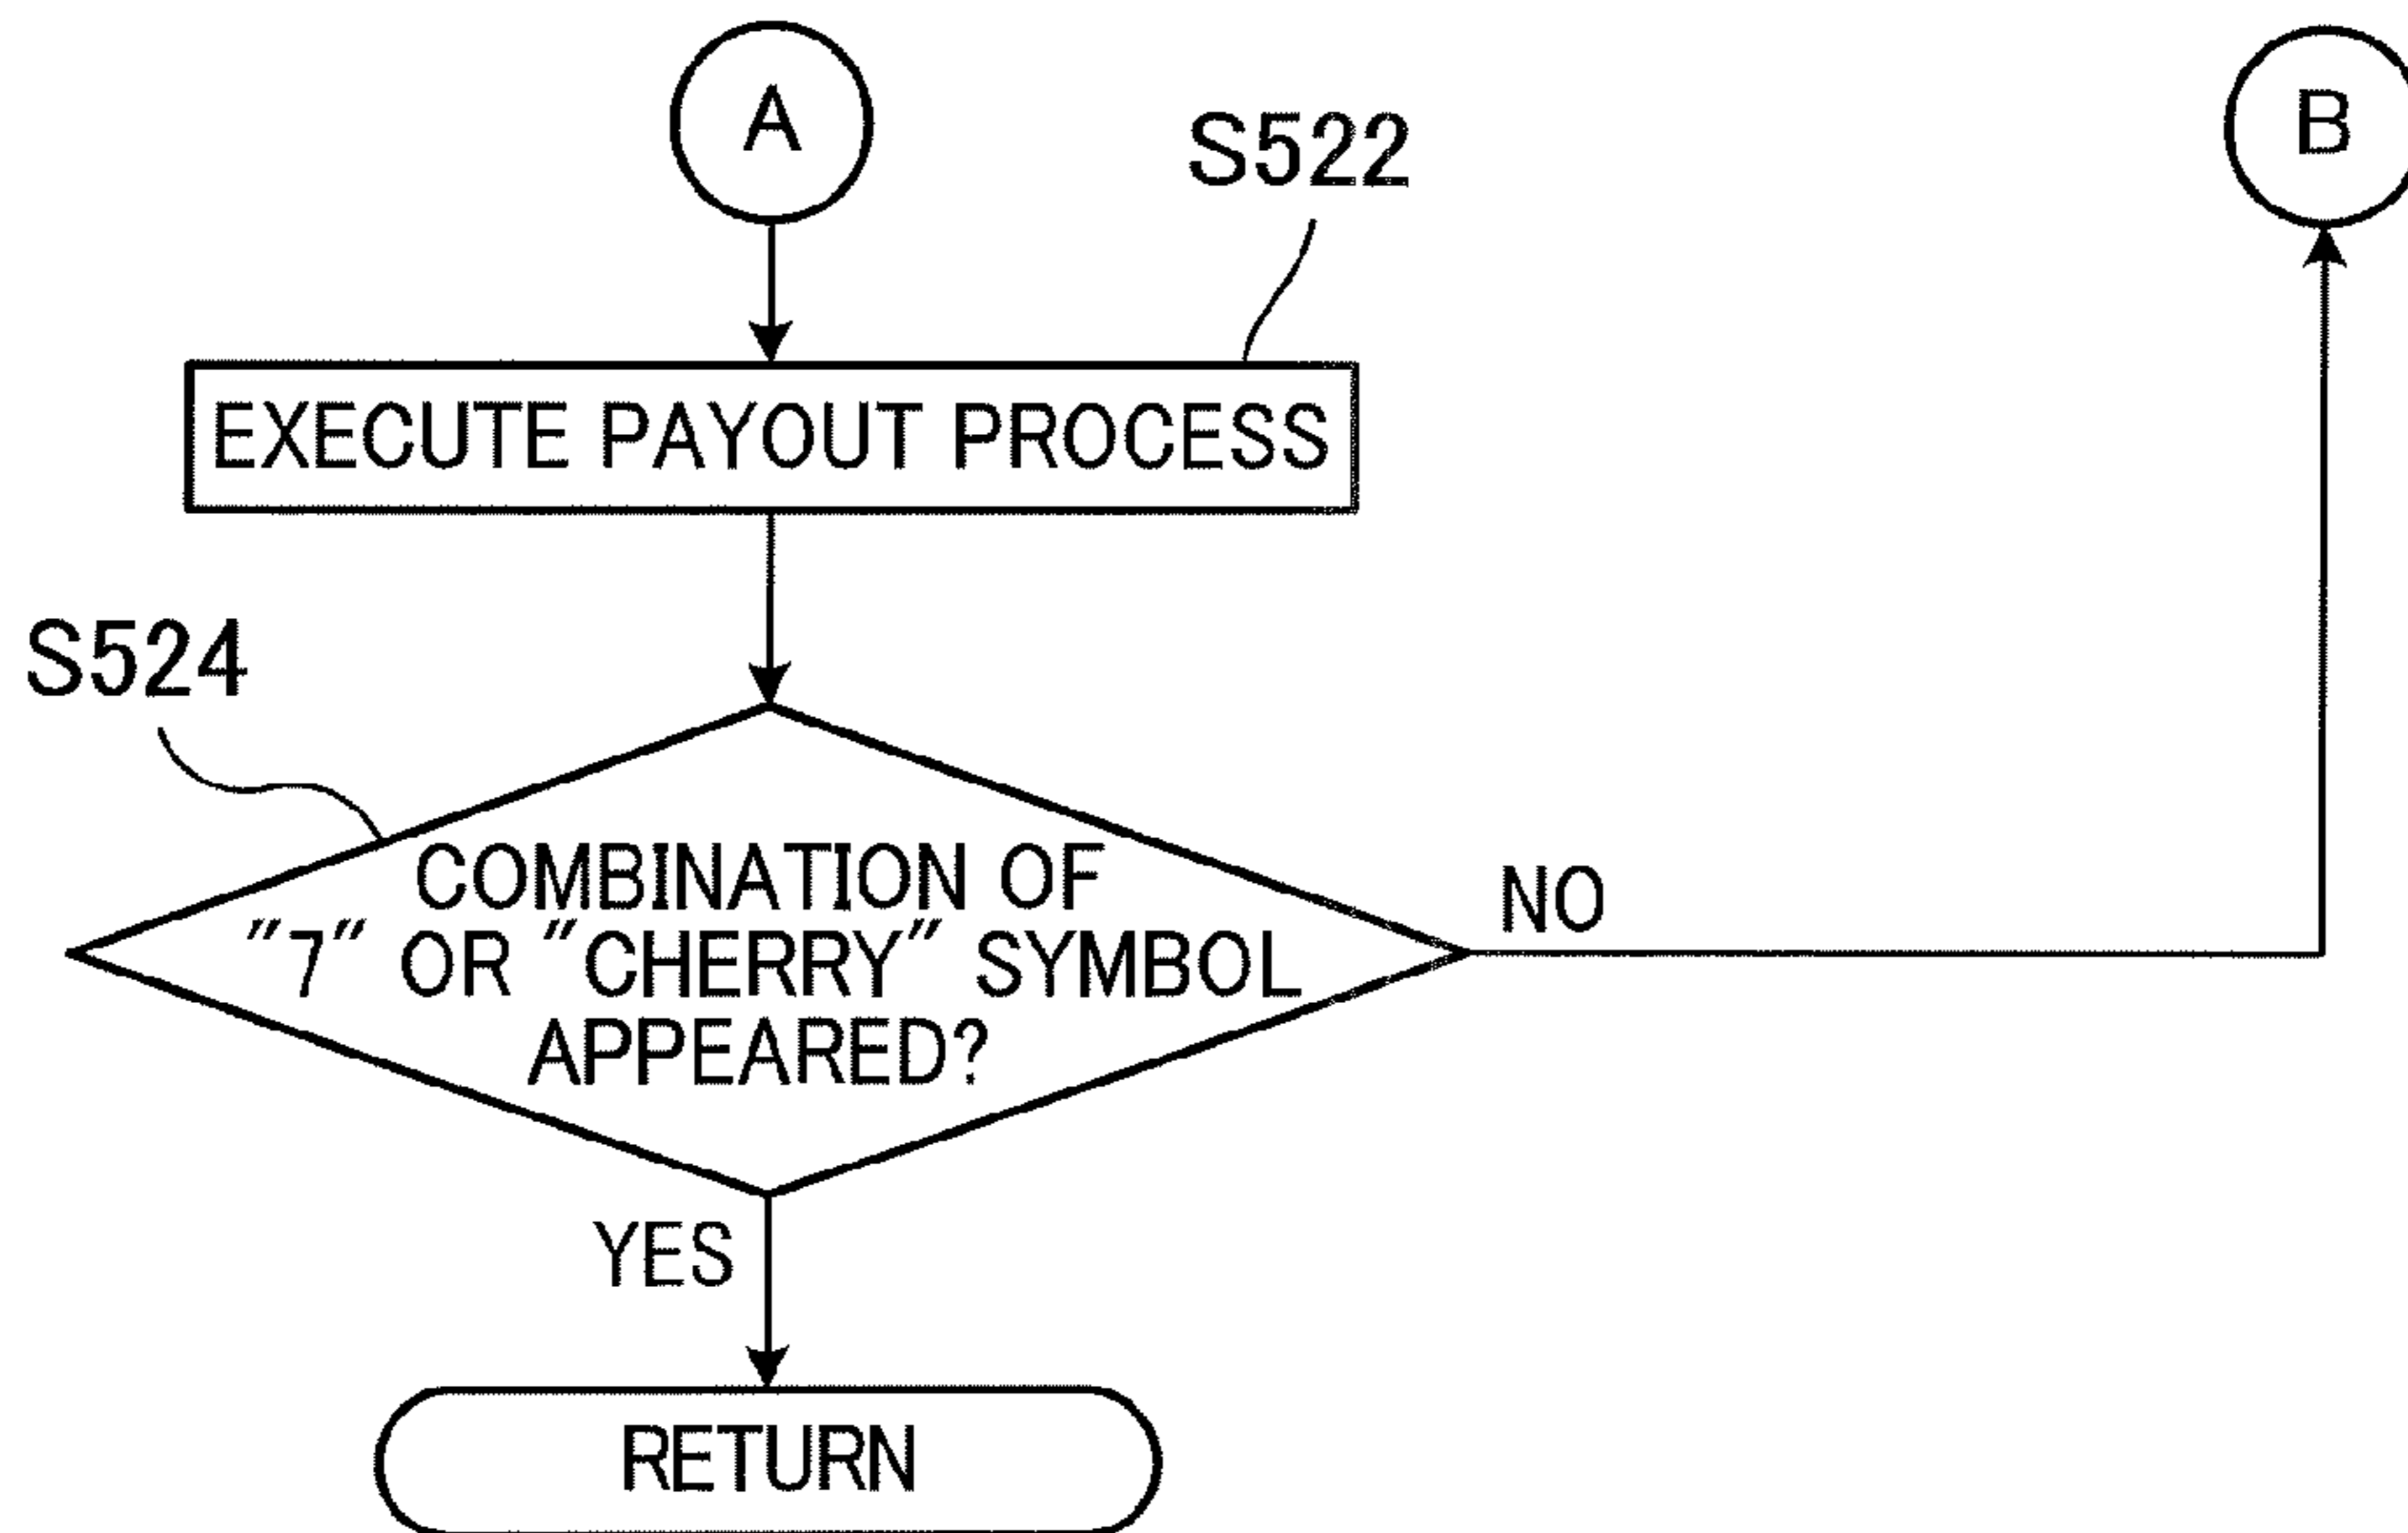 A
B
S522
EXECUTE PAYOUT PROCESS
S524
COMBINATION OF
"7" OR "CHERRY" SYMBOL
APPEARED?
NO
YES
RETURN